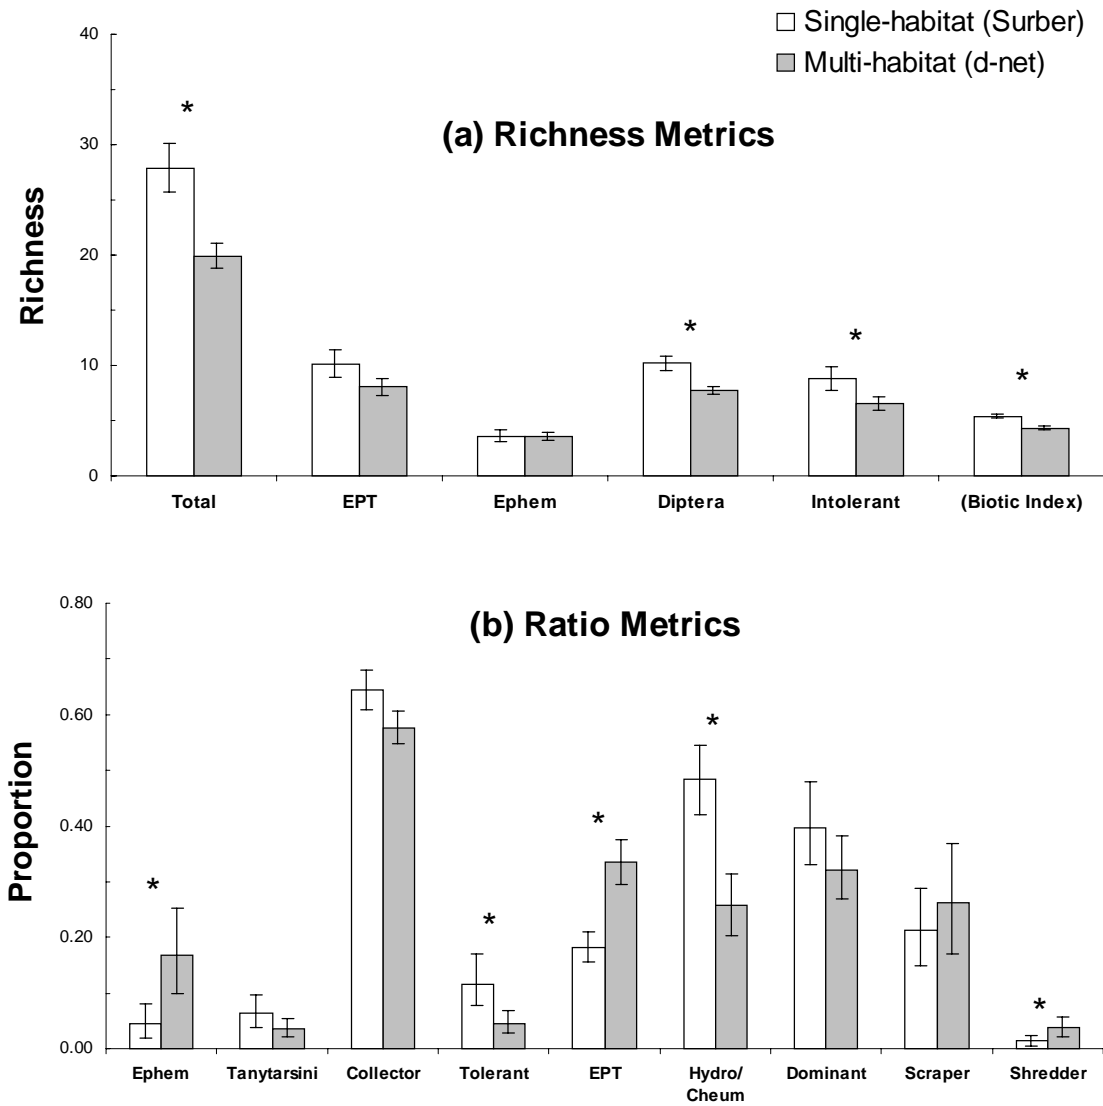 Single-habitat (Surber)
Multi-habitat (d-net)
(a) Richness Metrics
Richness
40
30
20
10
0
*
*
*
*
Total EPT Ephem Diptera Intolerant (Biotic Index)
(b) Ratio Metrics
Proportion
0.80
0.60
0.40
0.20
0.00
*
*
*
*
*
Ephem Tanytarsini Collector Tolerant EPT Hydro/ Dominant Scraper Shredder
Cheum